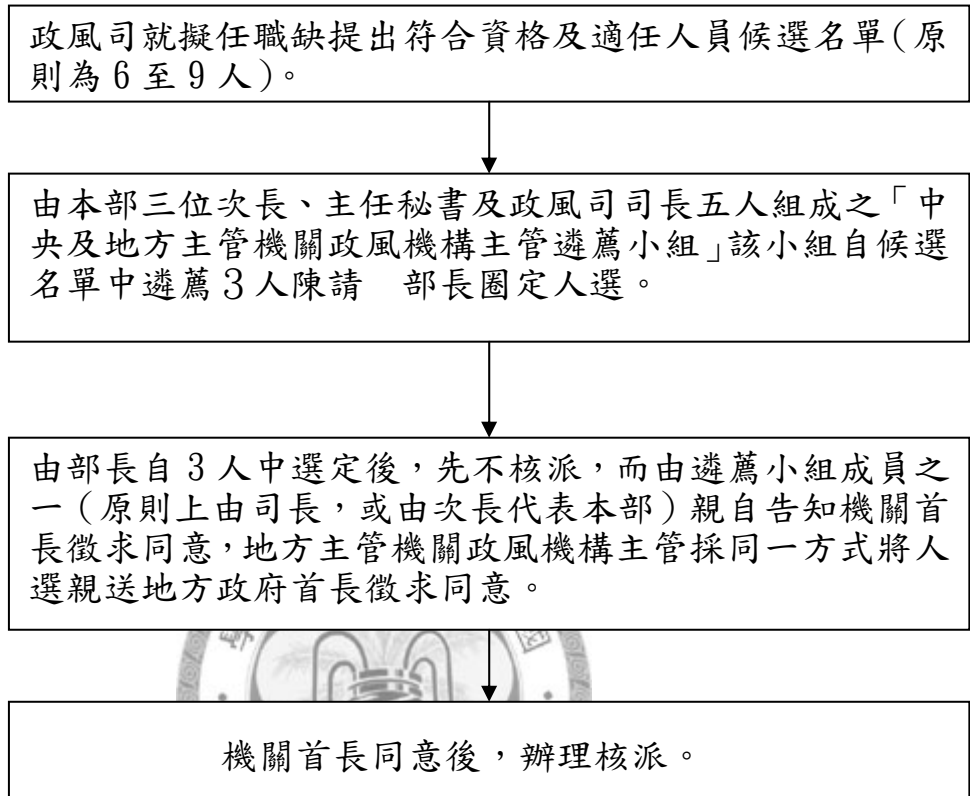 政風司就擬任職缺提出符合資格及適任人員候選名單(原
則為 6 至 9 人)。
由本部三位次長、主任秘書及政風司司長五人組成之「中
央及地方主管機關政風機構主管遴薦小組」該小組自候選
名單中遴薦3人陳請　部長圈定人選。
由部長自 3 人中選定後，先不核派，而由遴薦小組成員之
一（原則上由司長，或由次長代表本部）親自告知機關首
長徵求同意，地方主管機關政風機構主管採同一方式將人
選親送地方政府首長徵求同意。
機關首長同意後，辦理核派。